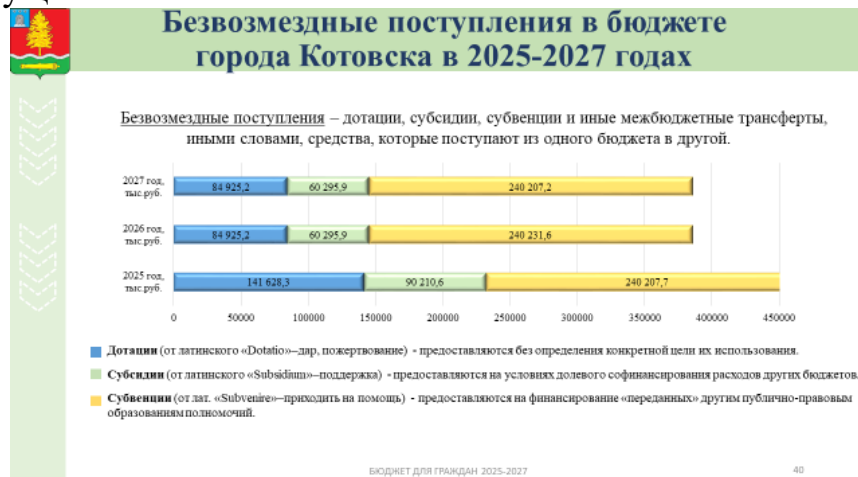 Безвозмездные поступления в бюджете
города Котовска в 2025-2027 годах
Безвозмездные поступления – дотации, субсидии, субвенции и иные межбюджетные трансферты,
иными словами, средства, которые поступают из одного бюджета в другой.
2027 год,
тыс.руб.
84 925,2 60 295,9 240 207,2
2026 год,
тыс.руб.
84 925,2 60 295,9 240 231,6
2025 год,
тыс.руб.
141 628,3 90 210,6 240 207,7
0 50000 100000 150000 200000 250000 300000 350000 400000 450000
Дотации (от латинского «Dotatio»–дар, пожертвование) - предоставляются без определения конкретной цели их использования.
Субсидии (от латинского «Subsidium»–поддержка) - предоставляются на условиях долевого софинансирования расходов других бюджетов.
Субвенции (от лат. «Subvenire»–приходить на помощь) - предоставляются на финансирование «переданных» другим публично-правовым
образованиям полномочий.
БЮДЖЕТ ДЛЯ ГРАЖДАН 2025-2027
40